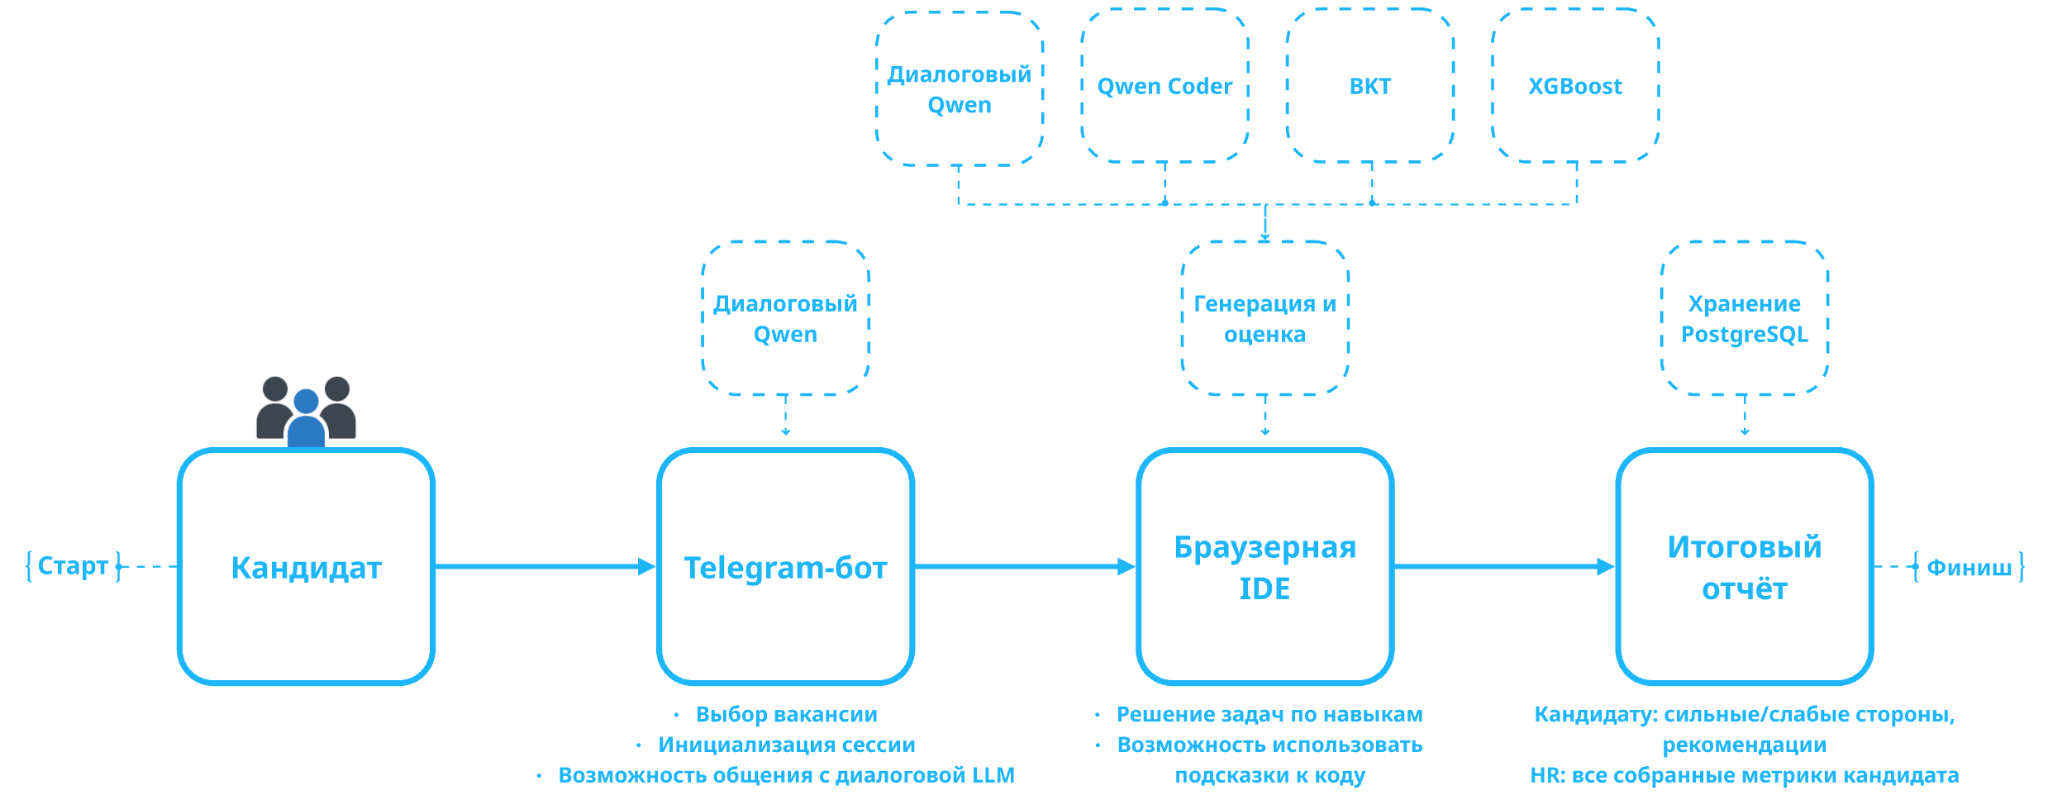 Диалоговый
Qwen
Qwen Coder
BKT
XGBoost
Диалоговый
Qwen
Генерация и
оценка
Хранение
PostgreSQL
{ Старт }
Кандидат
Telegram-бот
Браузерная
IDE
Итоговый
отчёт
{ Финиш }
· Выбор вакансии
· Инициализация сессии
· Возможность общения с диалоговой LLM
· Решение задач по навыкам
· Возможность использовать
подсказки к коду
Кандидату: сильные/слабые стороны,
рекомендации
HR: все собранные метрики кандидата